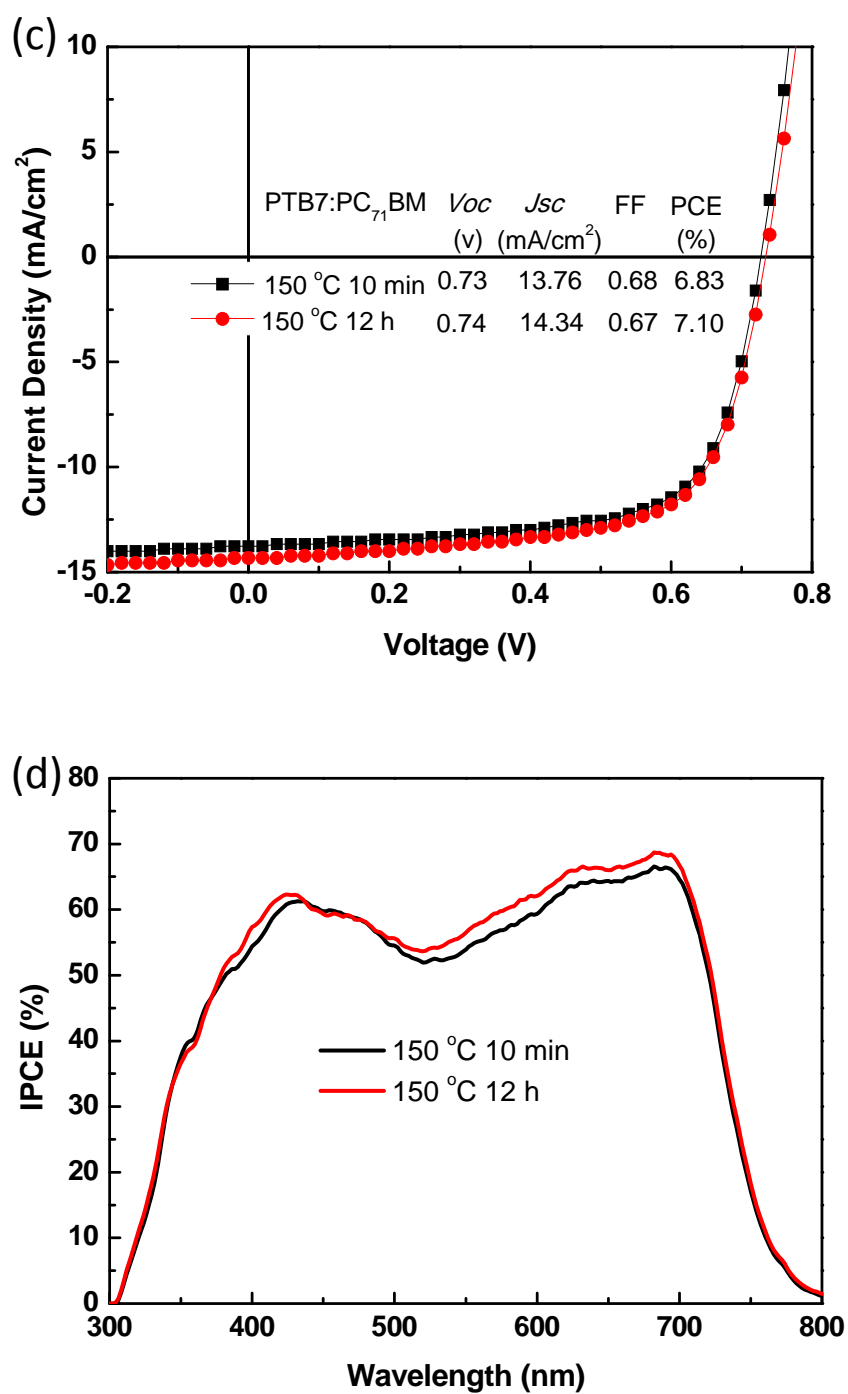 (c)
10
5
0
-5
-10
-15
Current Density (mA/cm²)
PTB7:PC₇₁BM Voc Jsc FF PCE
(v) (mA/cm²) (%)
150 °C 10 min 0.73 13.76 0.68 6.83
150 °C 12 h 0.74 14.34 0.67 7.10
-0.2 0.0 0.2 0.4 0.6 0.8
Voltage (V)
(d)
80
70
60
50
40
30
20
10
0
IPCE (%)
150 °C 10 min
150 °C 12 h
300 400 500 600 700 800
Wavelength (nm)